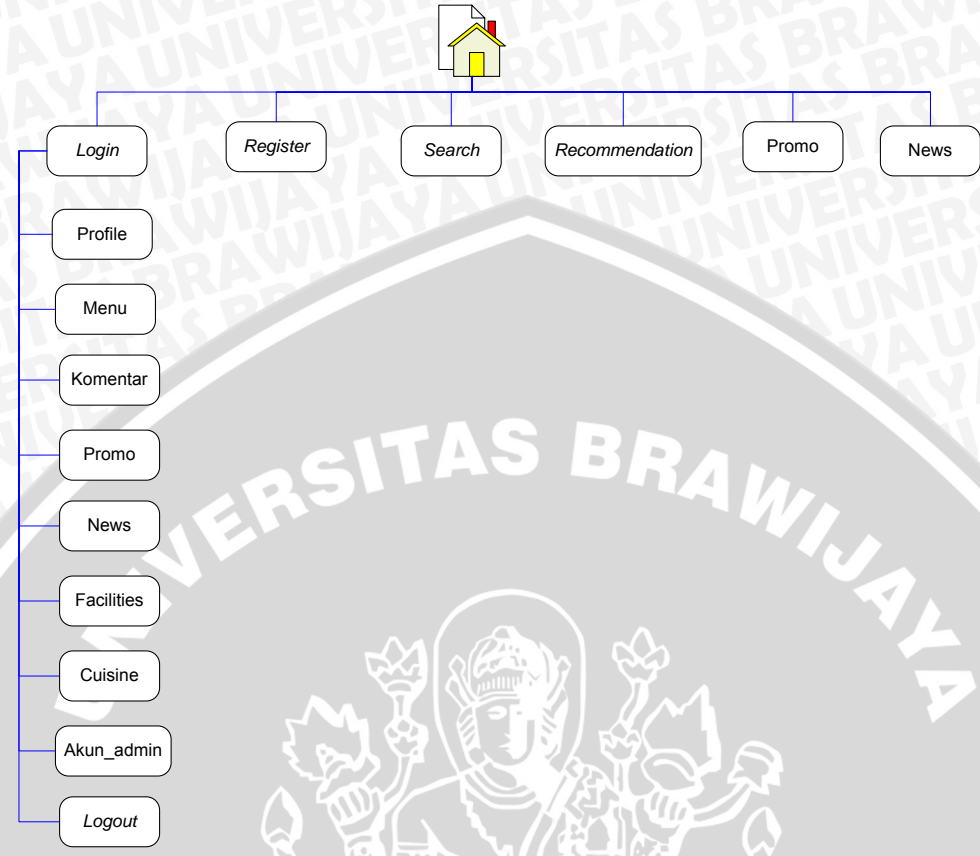 Login
Register
Search
Recommendation
Promo
News
Profile
Menu
Komentar
Promo
News
Facilities
Cuisine
Akun_admin
Logout
UNIVERSITAS BRAWIJAYA